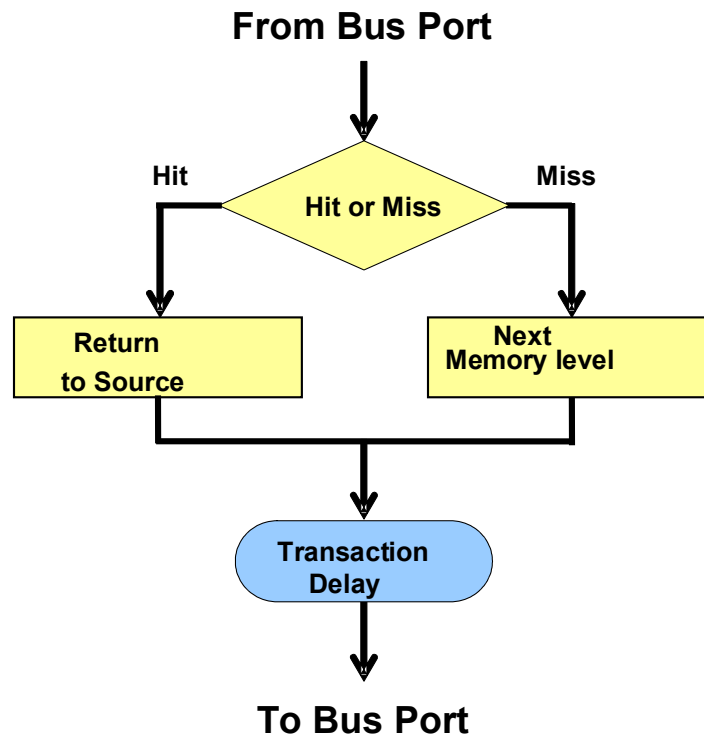 From Bus Port
Hit
Miss
Hit or Miss
Return
to Source
Next
Memory level
Transaction
Delay
To Bus Port